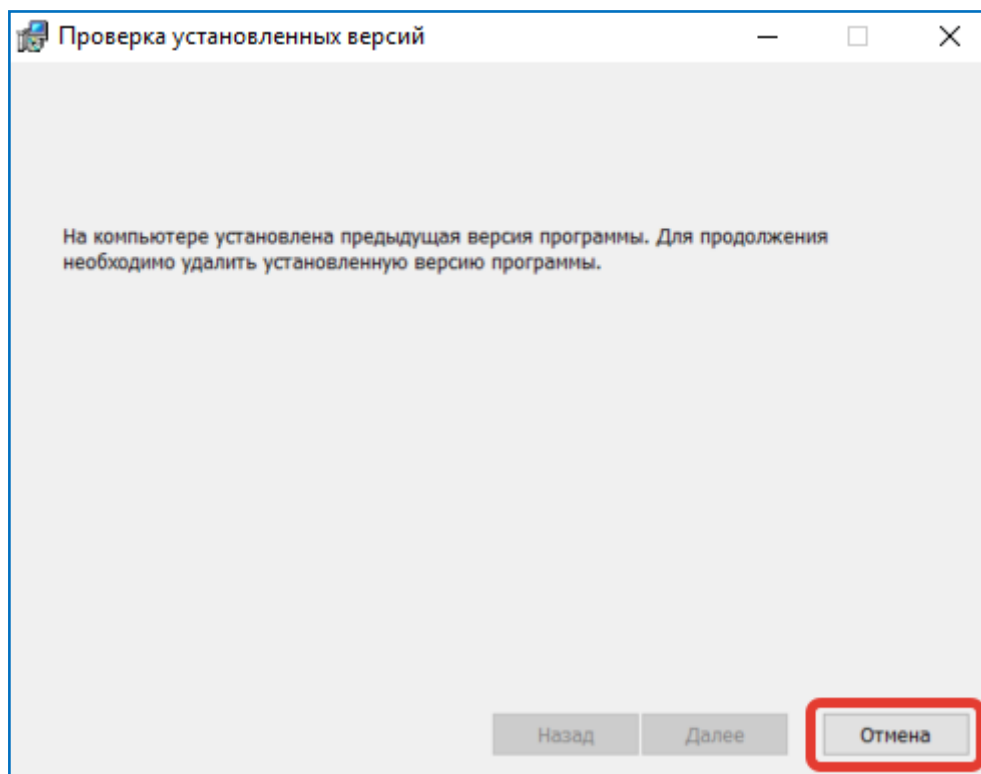 Проверка установленных версий
На компьютере установлена предыдущая версия программы. Для продолжения
необходимо удалить установленную версию программы.
Назад Далее Отмена